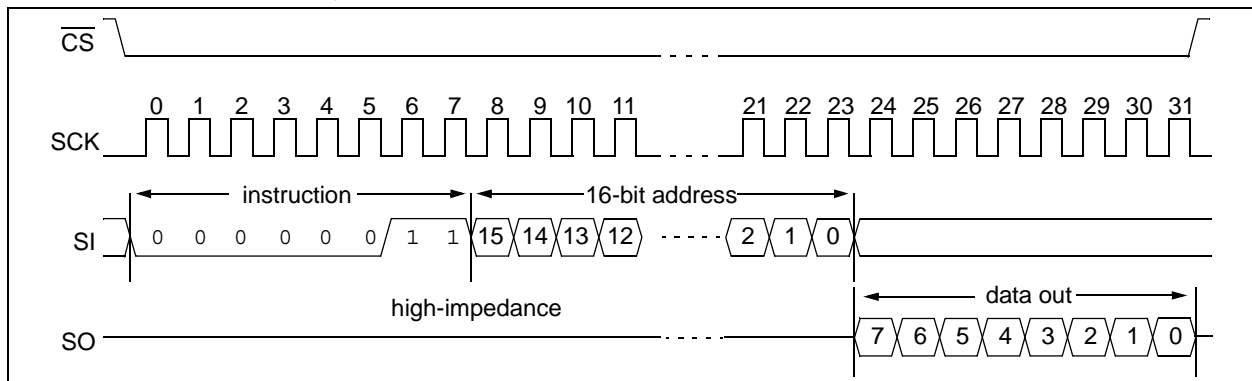 CS
0 1 2 3 4 5 6 7 8 9 10 11 21 22 23 24 25 26 27 28 29 30 31
SCK
instruction 16-bit address
SI 0 0 0 0 0 0 1 1 15 14 13 12 2 1 0
high-impedance data out
SO 7 6 5 4 3 2 1 0